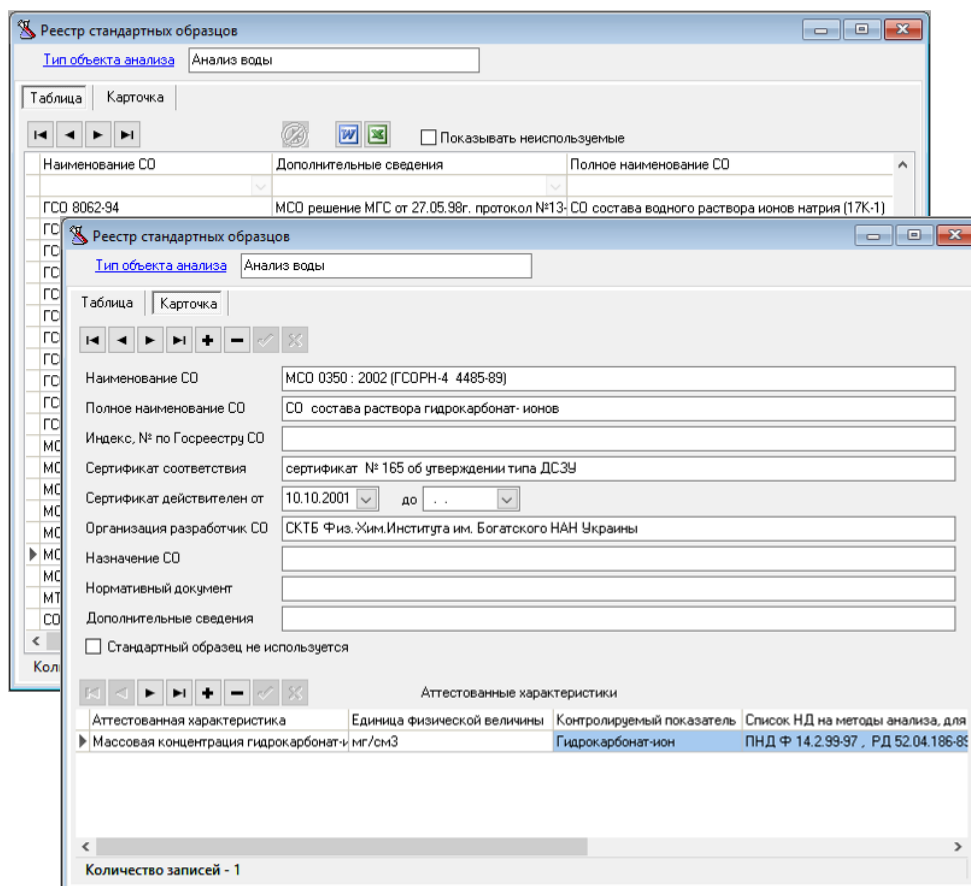 Реестр стандартных образцов
Тип объекта анализа Анализ воды
Таблица Карточка
Показывать неиспользуемые
Наименование СО Дополнительные сведения Полное наименование СО
ГСО 8062-94 МСО решение МГС от 27.05.98г. протокол №13- СО состава водного раствора ионов натрия (17К-1)
Реестр стандартных образцов
Тип объекта анализа Анализ воды
Таблица Карточка
Наименование СО МСО 0350 : 2002 (ГСОРН-4 4485-89)
Полное наименование СО СО состава раствора гидрокарбонат- ионов
Индекс, № по Госреестру СО
Сертификат соответствия сертификат № 165 об утверждении типа ДСЗУ
Сертификат действителен от 10.10.2001 до . .
Организация разработчик СО СКТБ Физ.-Хим.Института им. Богатского НАН Украины
Назначение СО
Нормативный документ
Дополнительные сведения
Стандартный образец не используется
Аттестованные характеристики
Аттестованная характеристика Единица физической величины Контролируемый показатель Список НД на методы анализа, для
Массовая концентрация гидрокарбонат-и мг/см3 Гидрокарбонат-ион ПНД Ф 14.2.99-97 , РД 52.04.186-89
Количество записей - 1